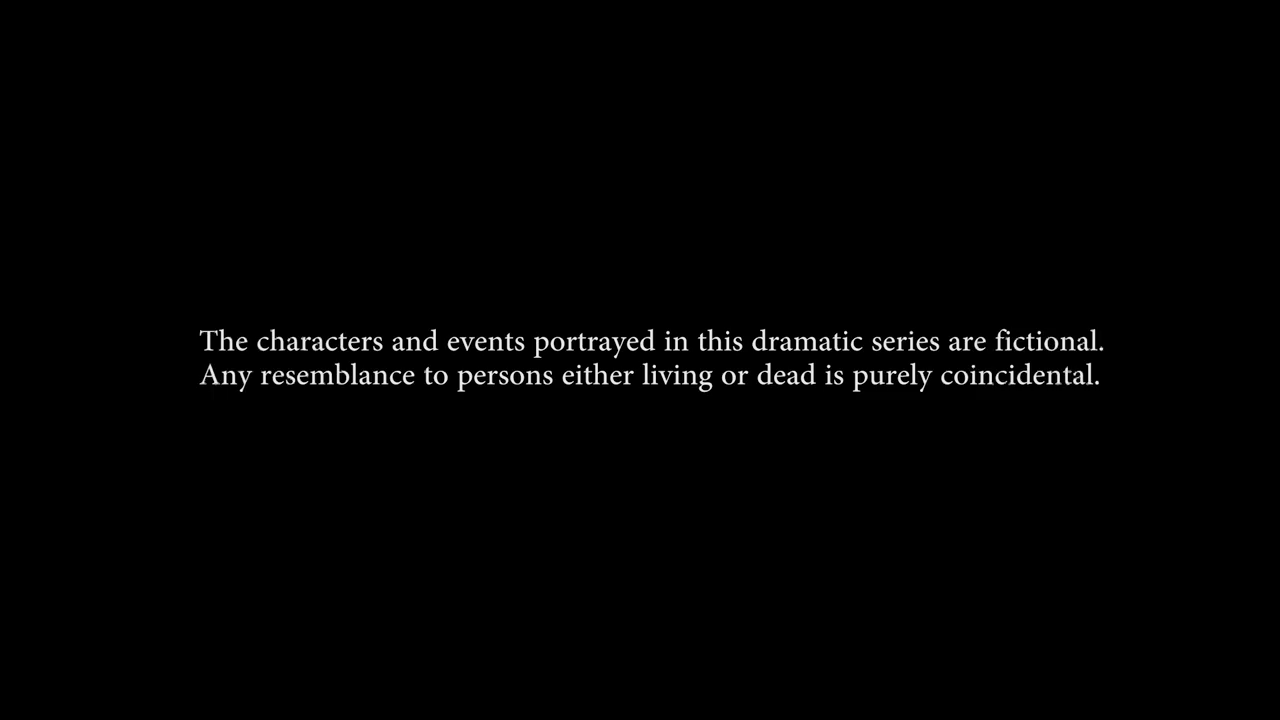 The characters and events portrayed in this dramatic series are fictional.
Any resemblance to persons either living or dead is purely coincidental.